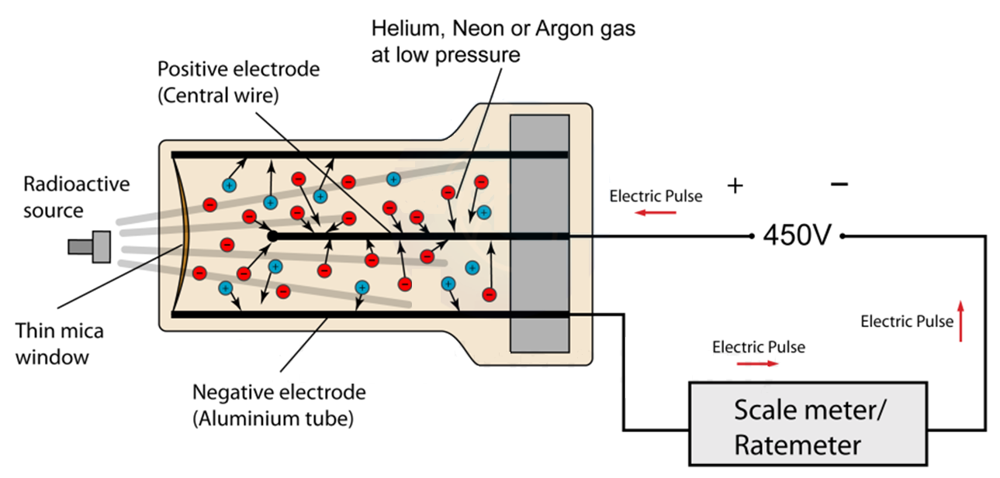 Helium, Neon or Argon gas
at low pressure
Positive electrode
(Central wire)
Radioactive
source
Electric Pulse
+
−
450V
Thin mica
window
Electric Pulse
Electric Pulse
Negative electrode
(Aluminium tube)
Scale meter/
Ratemeter